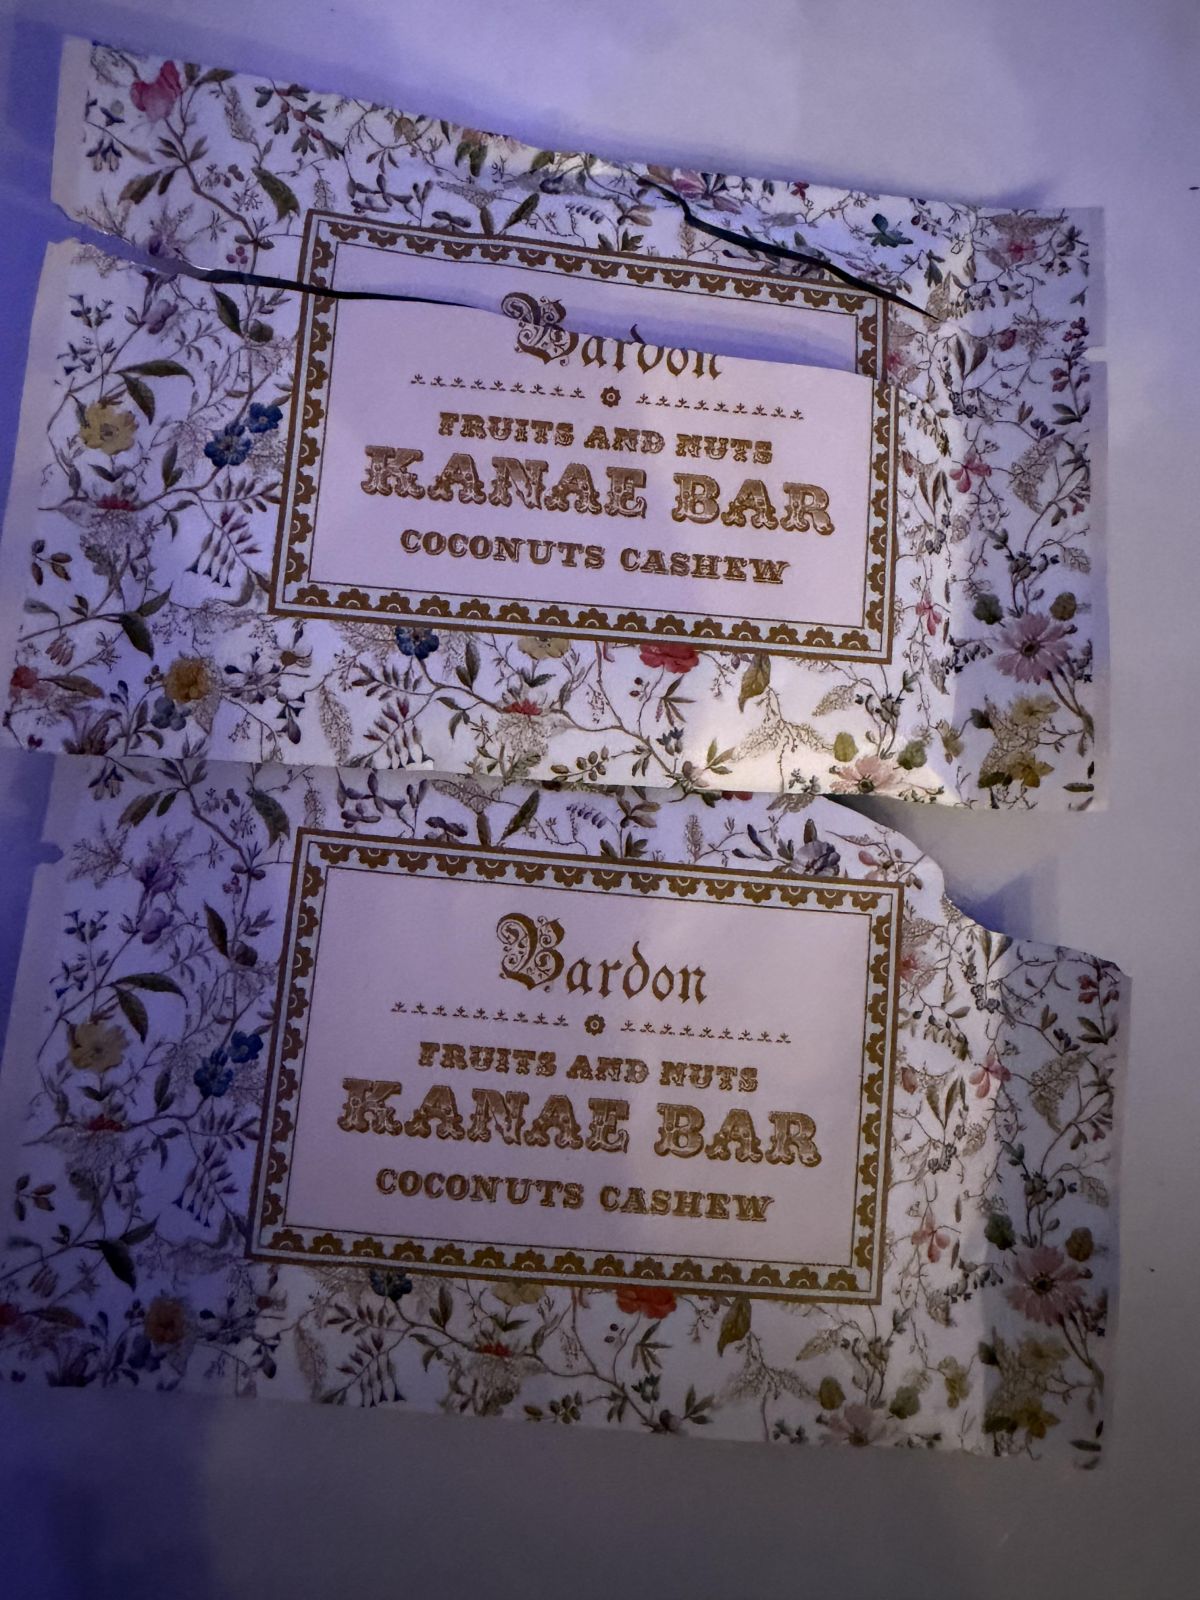 Bardon
FRUITS AND NUTS
KANAE BAR
COCONUTS CASHEW
Bardon
FRUITS AND NUTS
KANAE BAR
COCONUTS CASHEW